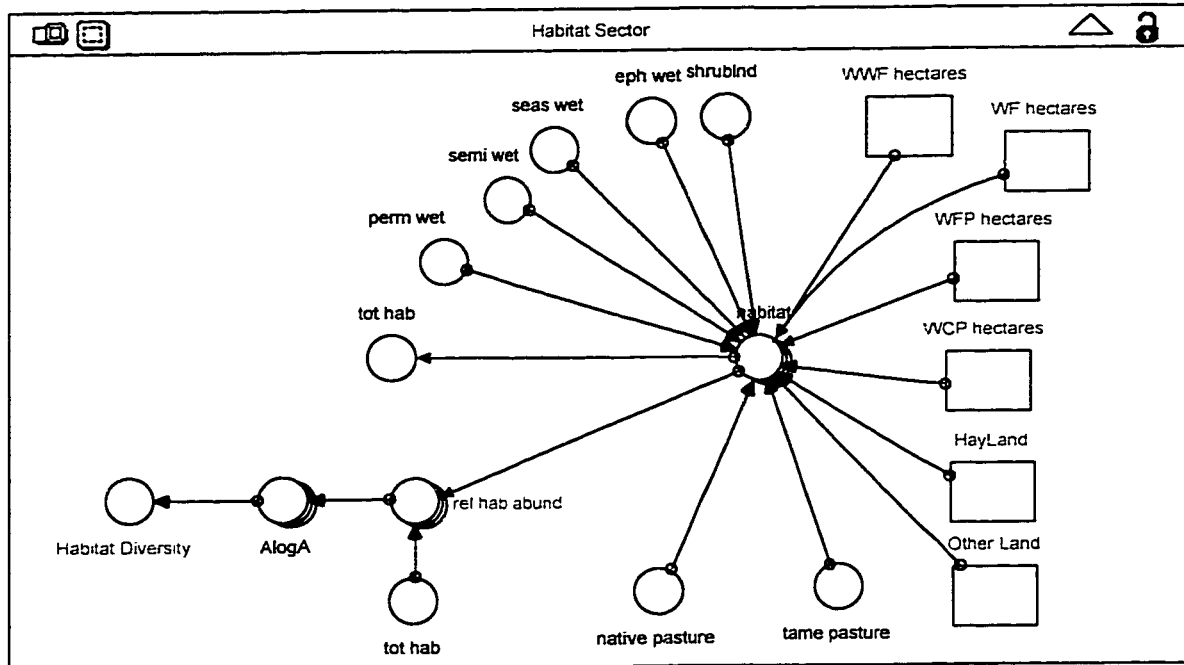 Habitat Sector
eph wet
shrublnd
WWF hectares
seas wet
WF hectares
semi wet
perm wet
WFP hectares
habitat
tot hab
WCP hectares
HayLand
rel hab abund
Habitat Diversity
AlogA
Other Land
native pasture
tame pasture
tot hab